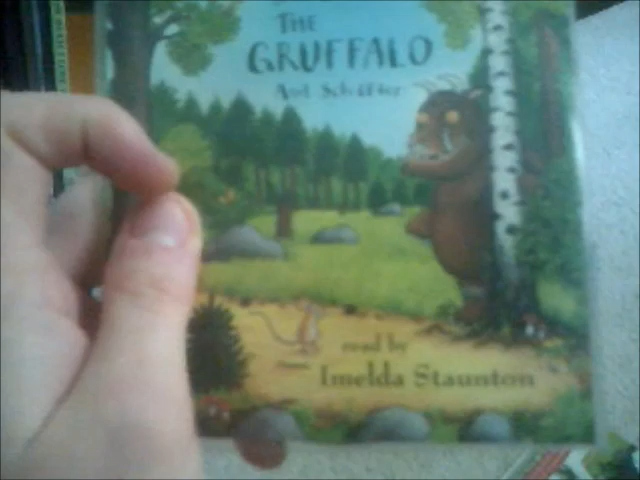 THE
GRUFFALO
Axel Scheffler
read by
Imelda Staunton